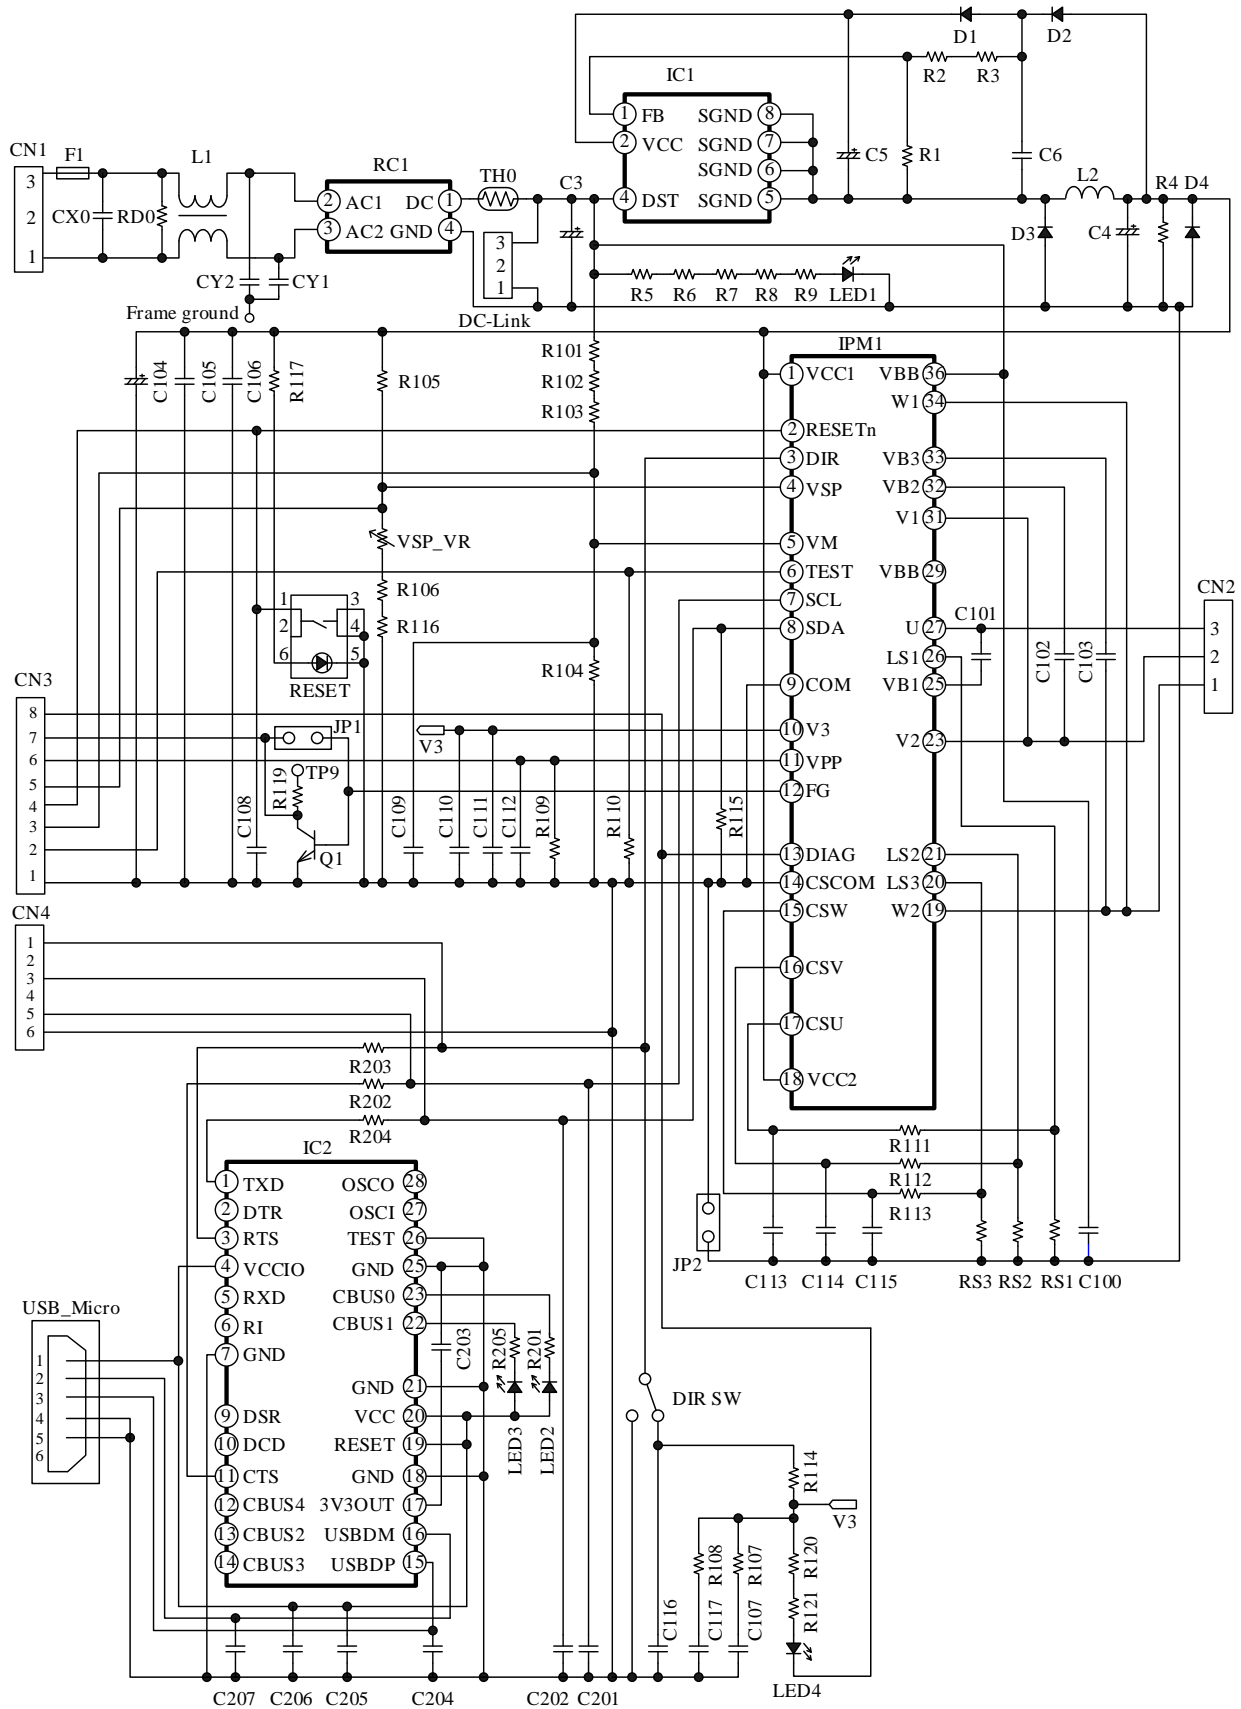 D1
D2
IC1
R2
R3
1 FB SGND 8
2 VCC SGND 7
SGND 6
4 DST SGND 5
C5
R1
C6
CN1
F1
L1
RC1
TH0
C3
L2
R4
D4
3
2
1
CX0
RD0
2 AC1 DC 1
3 AC2 GND 4
3
2
1
D3
C4
CY2
CY1
R5
R6
R7
R8
R9
LED1
Frame ground
DC-Link
C104
C105
C106
R117
R105
R101
R102
R103
IPM1
1 VCC1 VBB 36
W1 34
2 RESETn
3 DIR VB3 33
4 VSP VB2 32
V1 31
5 VM
6 TEST VBB 29
7 SCL
8 SDA U 27
LS1 26
9 COM VB1 25
10 V3 V2 23
11 VPP
12 FG
13 DIAG LS2 21
14 CSCOM LS3 20
15 CSW W2 19
16 CSV
17 CSU
18 VCC2
VSP_VR
R106
R116
R104
1 3
2 4
6 5
RESET
C101
C102
C103
CN2
3
2
1
CN3
8
7
6
5
4
3
2
1
JP1
V3
TP9
R119
C108
Q1
C109
C110
C111
C112
R109
R110
R115
CN4
1
2
3
4
5
6
R203
R202
R204
R111
R112
R113
IC2
1 TXD OSCO 28
2 DTR OSCI 27
3 RTS TEST 26
4 VCCIO GND 25
5 RXD CBUS0 23
6 RI CBUS1 22
7 GND
GND 21
9 DSR VCC 20
10 DCD RESET 19
11 CTS GND 18
12 CBUS4 3V3OUT 17
13 CBUS2 USBDM 16
14 CBUS3 USBDP 15
JP2
C113
C114
C115
RS3
RS2
RS1
C100
USB_Micro
1
2
3
4
5
6
C203
R205
R201
LED3
LED2
DIR SW
R114
V3
R108
R107
R120
R121
C116
C117
C107
LED4
C207
C206
C205
C204
C202
C201